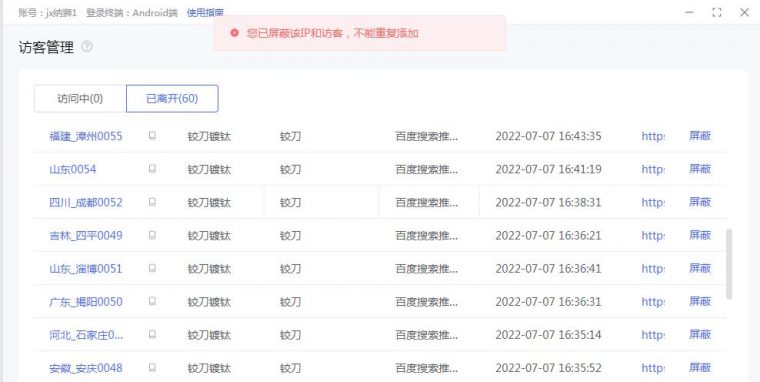 账号：jx纳狮1 登录终端：Android端 使用指南
您已屏蔽该IP和访客，不能重复添加
访客管理
访问中(0) 已离开(60)
福建_漳州0055 铰刀镀钛 铰刀 百度搜索推... 2022-07-07 16:43:35 https 屏蔽
山东0054 铰刀镀钛 铰刀 百度搜索推... 2022-07-07 16:41:19 https 屏蔽
四川_成都0052 铰刀镀钛 铰刀 百度搜索推... 2022-07-07 16:38:31 https 屏蔽
吉林_四平0049 铰刀镀钛 铰刀 百度搜索推... 2022-07-07 16:36:21 https 屏蔽
山东_淄博0051 铰刀镀钛 铰刀 百度搜索推... 2022-07-07 16:36:41 https 屏蔽
广东_揭阳0050 铰刀镀钛 铰刀 百度搜索推... 2022-07-07 16:36:31 https 屏蔽
河北_石家庄0... 铰刀镀钛 铰刀 百度搜索推... 2022-07-07 16:35:14 https 屏蔽
安徽_安庆0048 铰刀镀钛 铰刀 百度搜索推... 2022-07-07 16:35:52 https 屏蔽